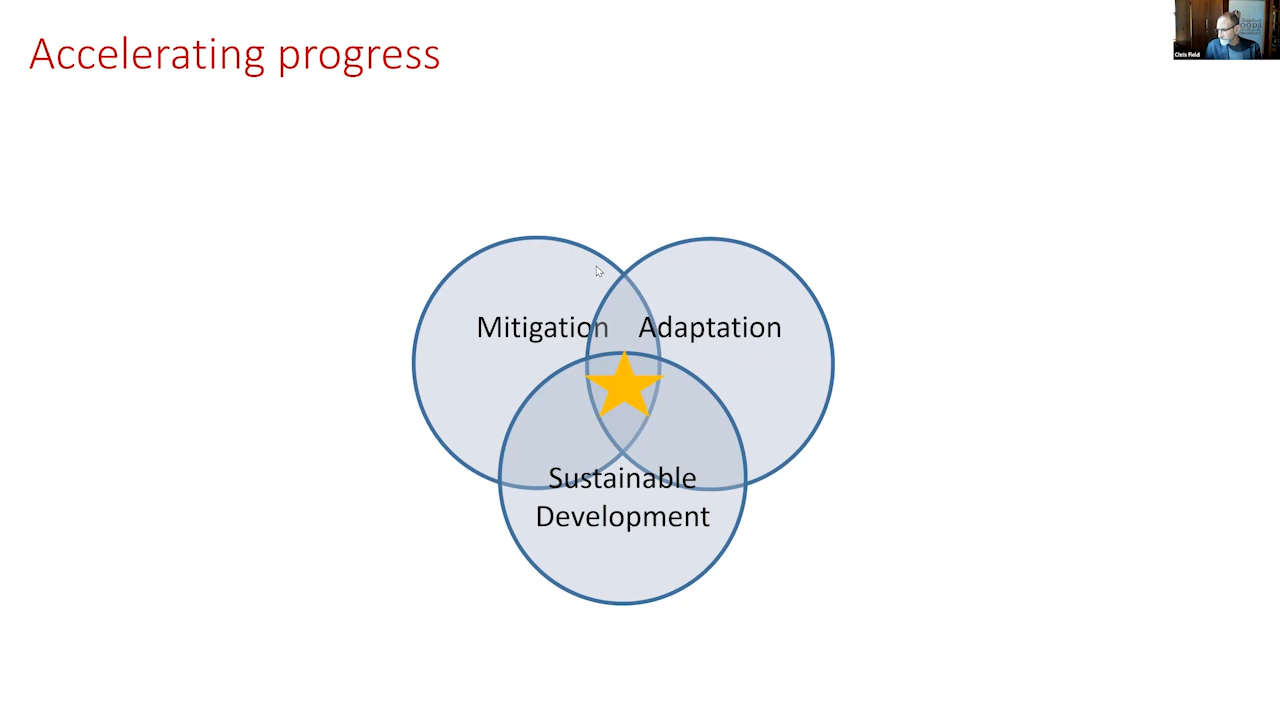 Accelerating progress
Chris Field
Mitigation
Adaptation
Sustainable
Development